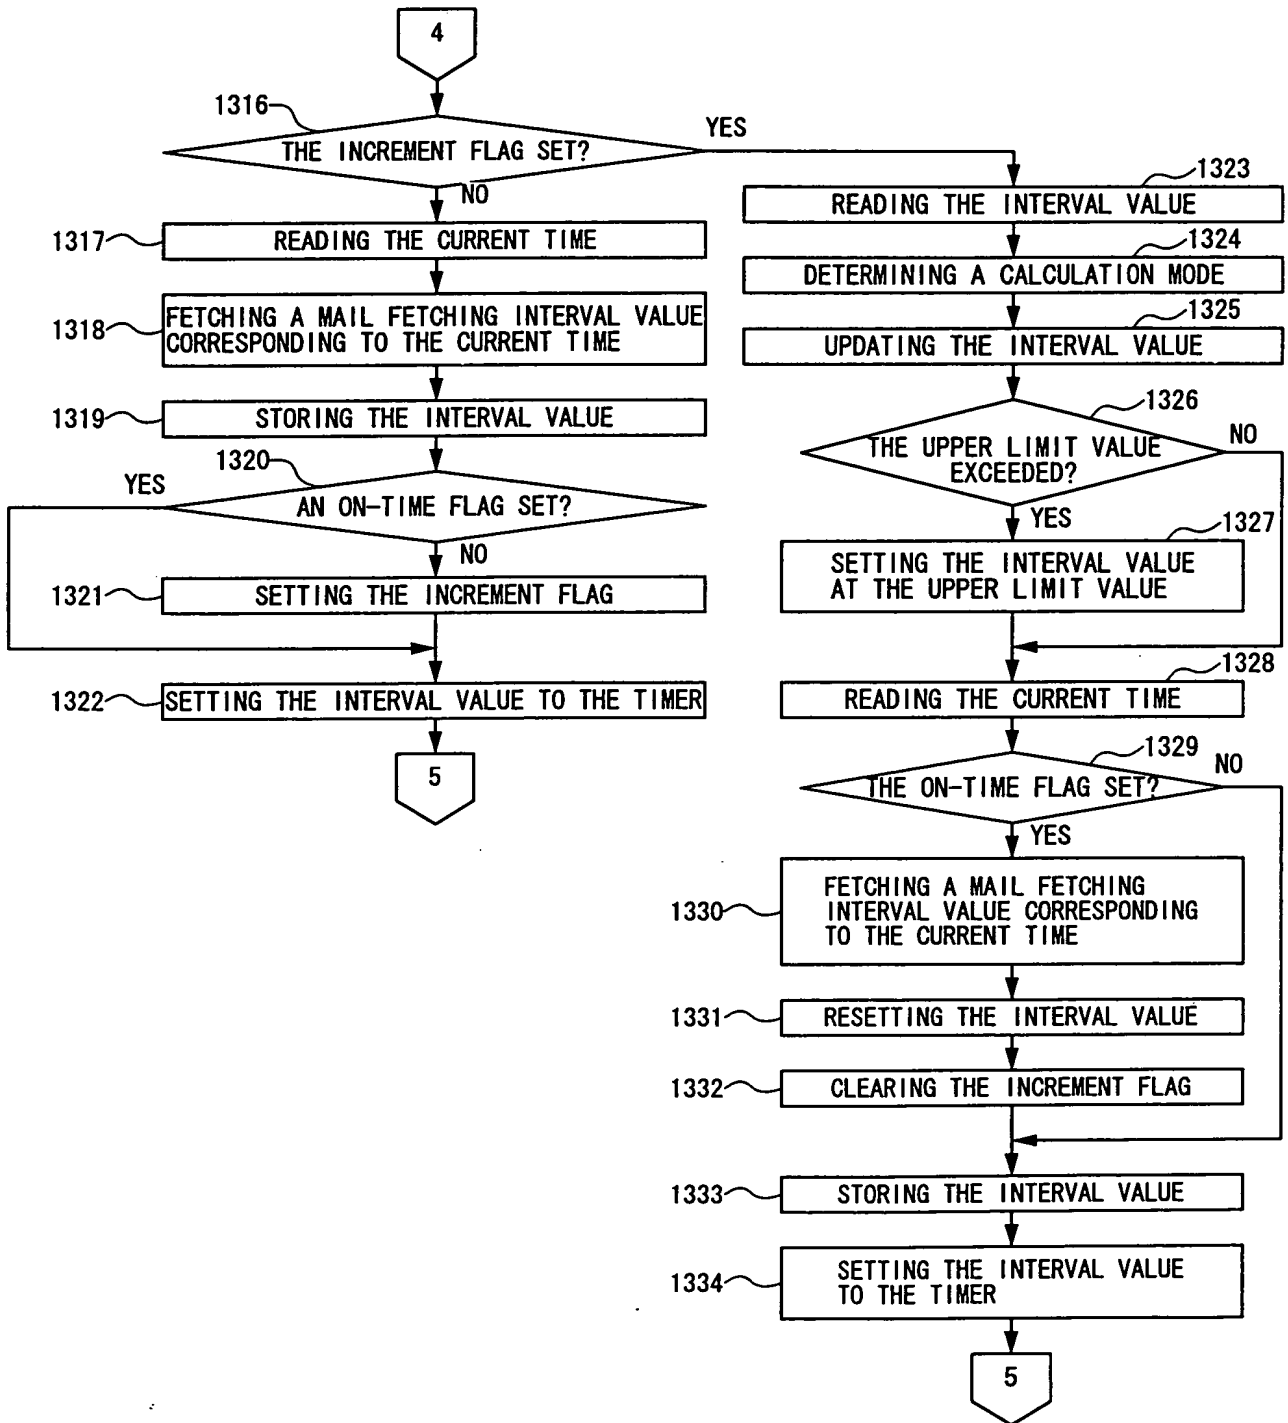 4
1316
THE INCREMENT FLAG SET?
YES
NO
1317
READING THE CURRENT TIME
1318
FETCHING A MAIL FETCHING INTERVAL VALUE
CORRESPONDING TO THE CURRENT TIME
1319
STORING THE INTERVAL VALUE
1320
YES
AN ON-TIME FLAG SET?
NO
1321
SETTING THE INCREMENT FLAG
1322
SETTING THE INTERVAL VALUE TO THE TIMER
5
1323
READING THE INTERVAL VALUE
1324
DETERMINING A CALCULATION MODE
1325
UPDATING THE INTERVAL VALUE
1326
THE UPPER LIMIT VALUE
EXCEEDED?
NO
YES
1327
SETTING THE INTERVAL VALUE
AT THE UPPER LIMIT VALUE
1328
READING THE CURRENT TIME
1329
THE ON-TIME FLAG SET?
NO
YES
1330
FETCHING A MAIL FETCHING
INTERVAL VALUE CORRESPONDING
TO THE CURRENT TIME
1331
RESETTING THE INTERVAL VALUE
1332
CLEARING THE INCREMENT FLAG
1333
STORING THE INTERVAL VALUE
1334
SETTING THE INTERVAL VALUE
TO THE TIMER
5